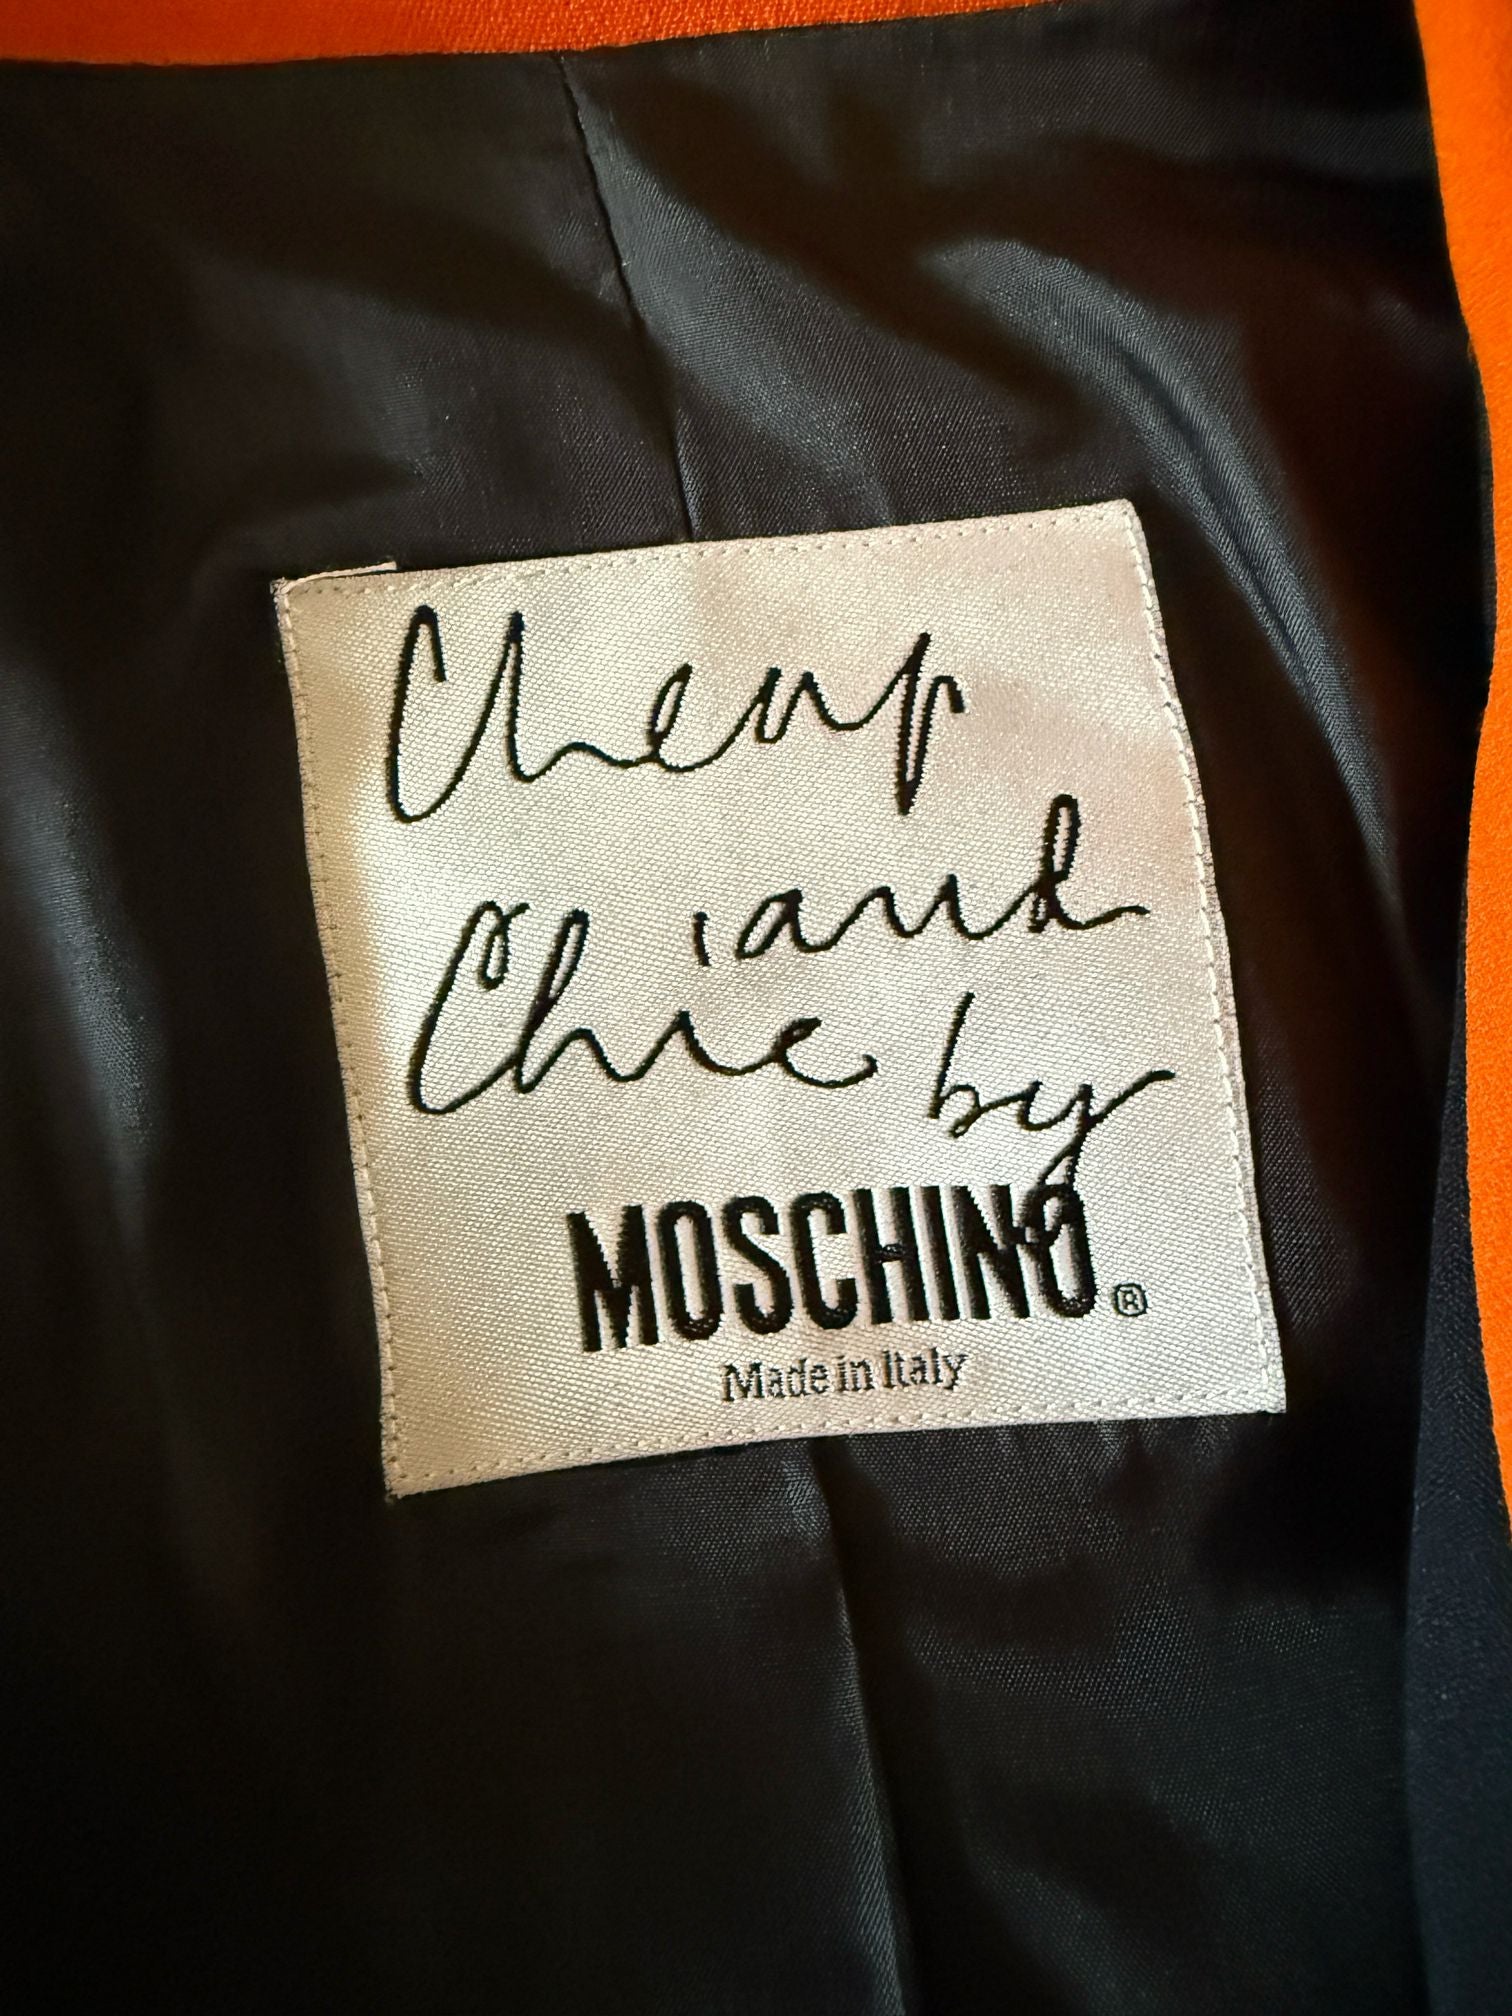 Cheap
and
Chic by
MOSCHINO®
Made in Italy